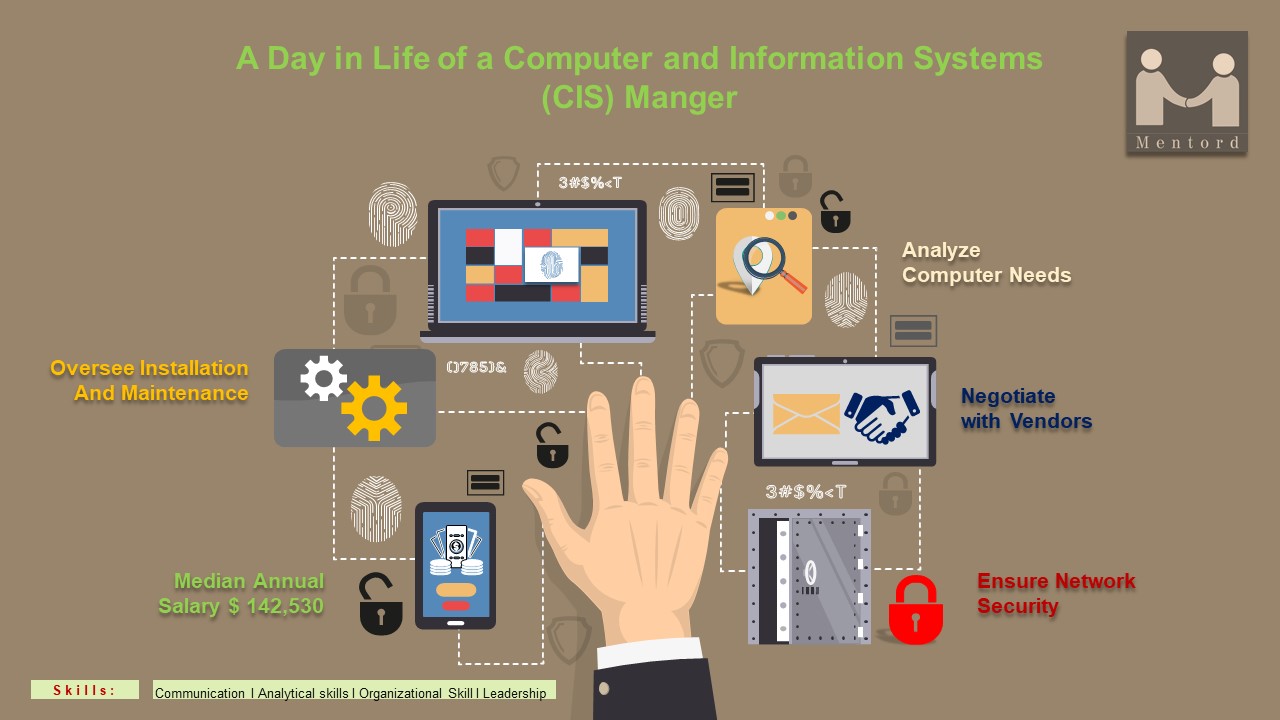 A Day in Life of a Computer and Information Systems
(CIS) Manger
Mentord
3#$%<T
Analyze
Computer Needs
Oversee Installation
And Maintenance
()785)&
Negotiate
with Vendors
3#$%<T
Median Annual
Salary $ 142,530
Ensure Network
Security
Skills:
Communication I Analytical skills I Organizational Skill I Leadership